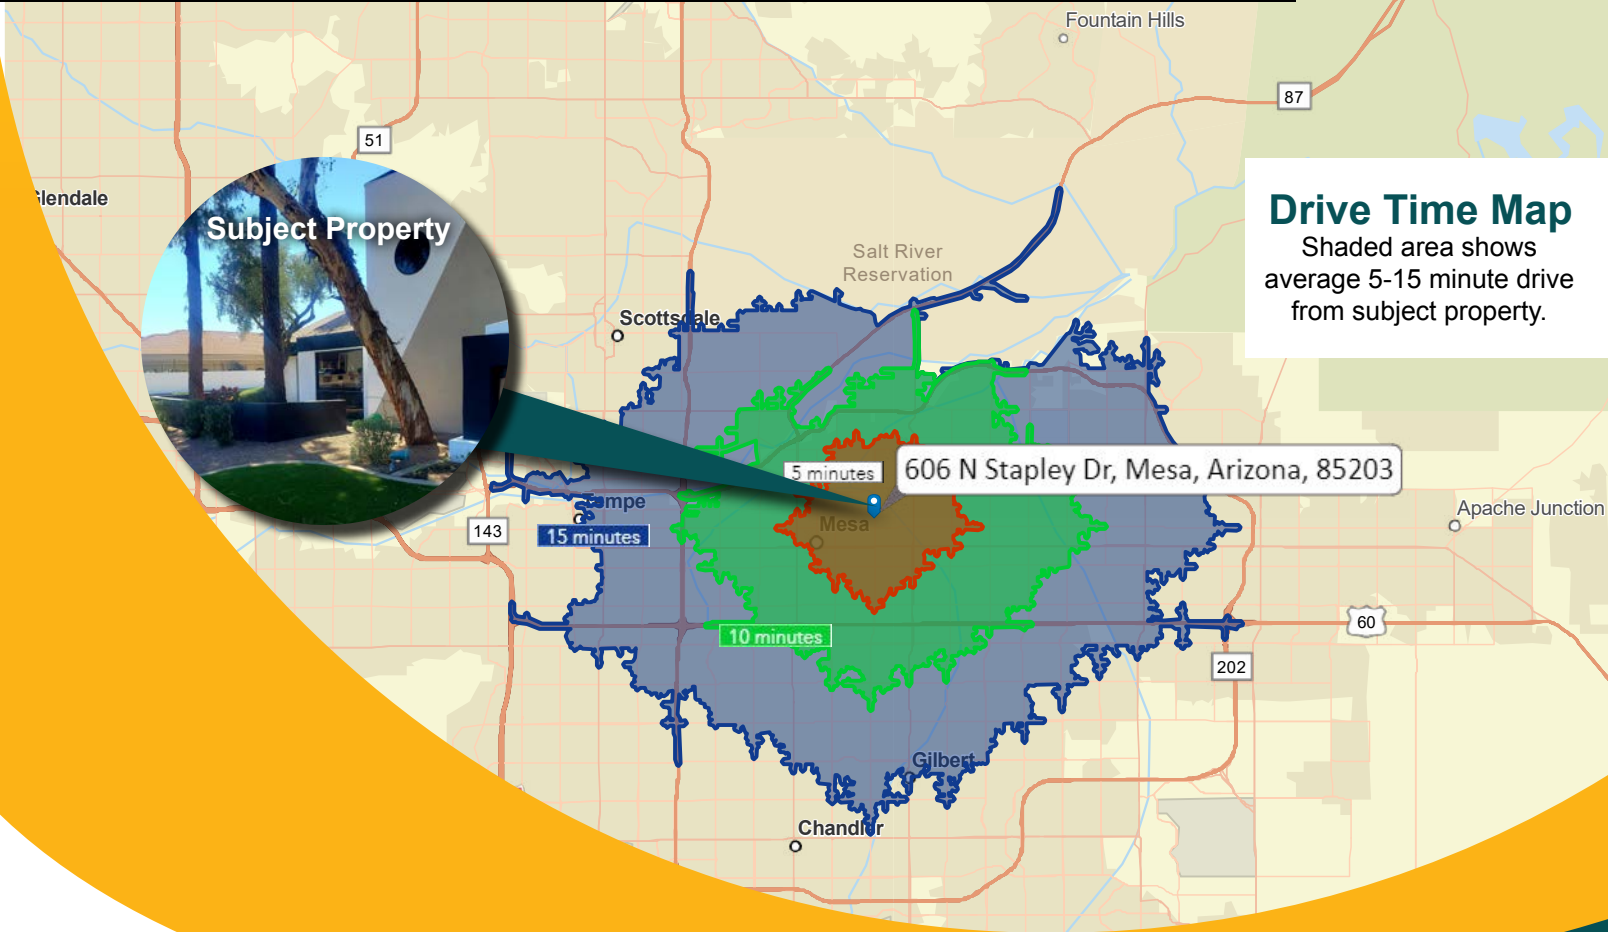 Fountain Hills
87
51
Glendale
Subject Property
Drive Time Map
Shaded area shows
average 5-15 minute drive
from subject property.
Salt River
Reservation
Scottsdale
5 minutes
606 N Stapley Dr, Mesa, Arizona, 85203
Tempe
Mesa
Apache Junction
143
15 minutes
10 minutes
60
202
Gilbert
Chandler